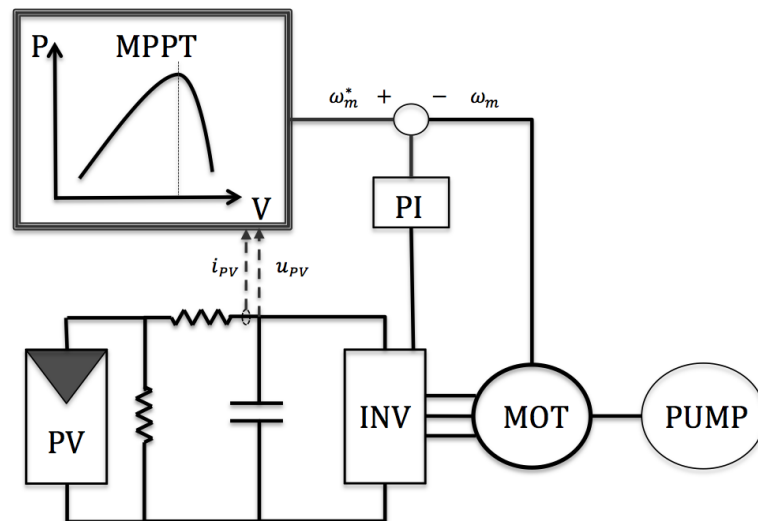 P
MPPT
V
ω*m + − ωm
PI
iPV
uPV
PV
INV
MOT
PUMP